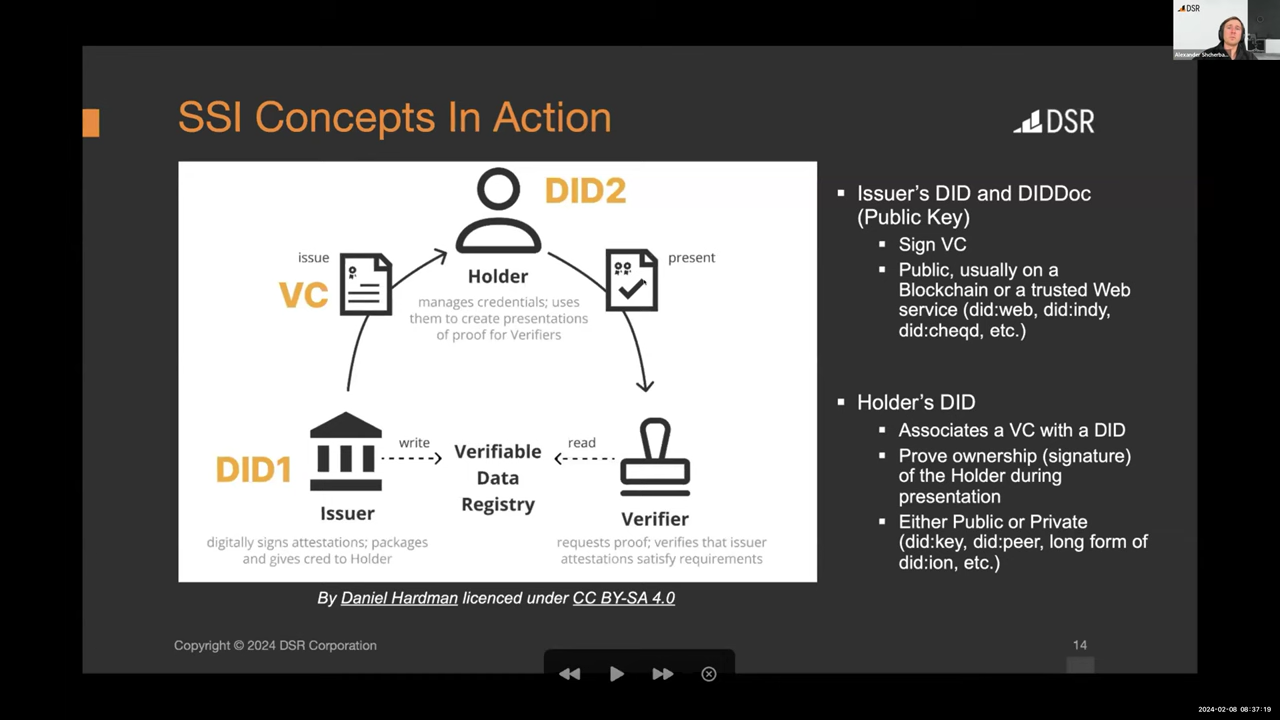 DSR
Alexander Shcherba...
SSI Concepts In Action
DSR
DID2
issue
present
VC
Holder
manages credentials; uses
them to create presentations
of proof for Verifiers
write
read
DID1
Verifiable
Data
Registry
Issuer
Verifier
digitally signs attestations; packages
and gives cred to Holder
requests proof; verifies that issuer
attestations satisfy requirements
By Daniel Hardman licenced under CC BY-SA 4.0
▪ Issuer's DID and DIDDoc
(Public Key)
▪ Sign VC
▪ Public, usually on a
Blockchain or a trusted Web
service (did:web, did:indy,
did:cheqd, etc.)
▪ Holder's DID
▪ Associates a VC with a DID
▪ Prove ownership (signature)
of the Holder during
presentation
▪ Either Public or Private
(did:key, did:peer, long form of
did:ion, etc.)
Copyright © 2024 DSR Corporation
14
2024-02-08 08:37:19